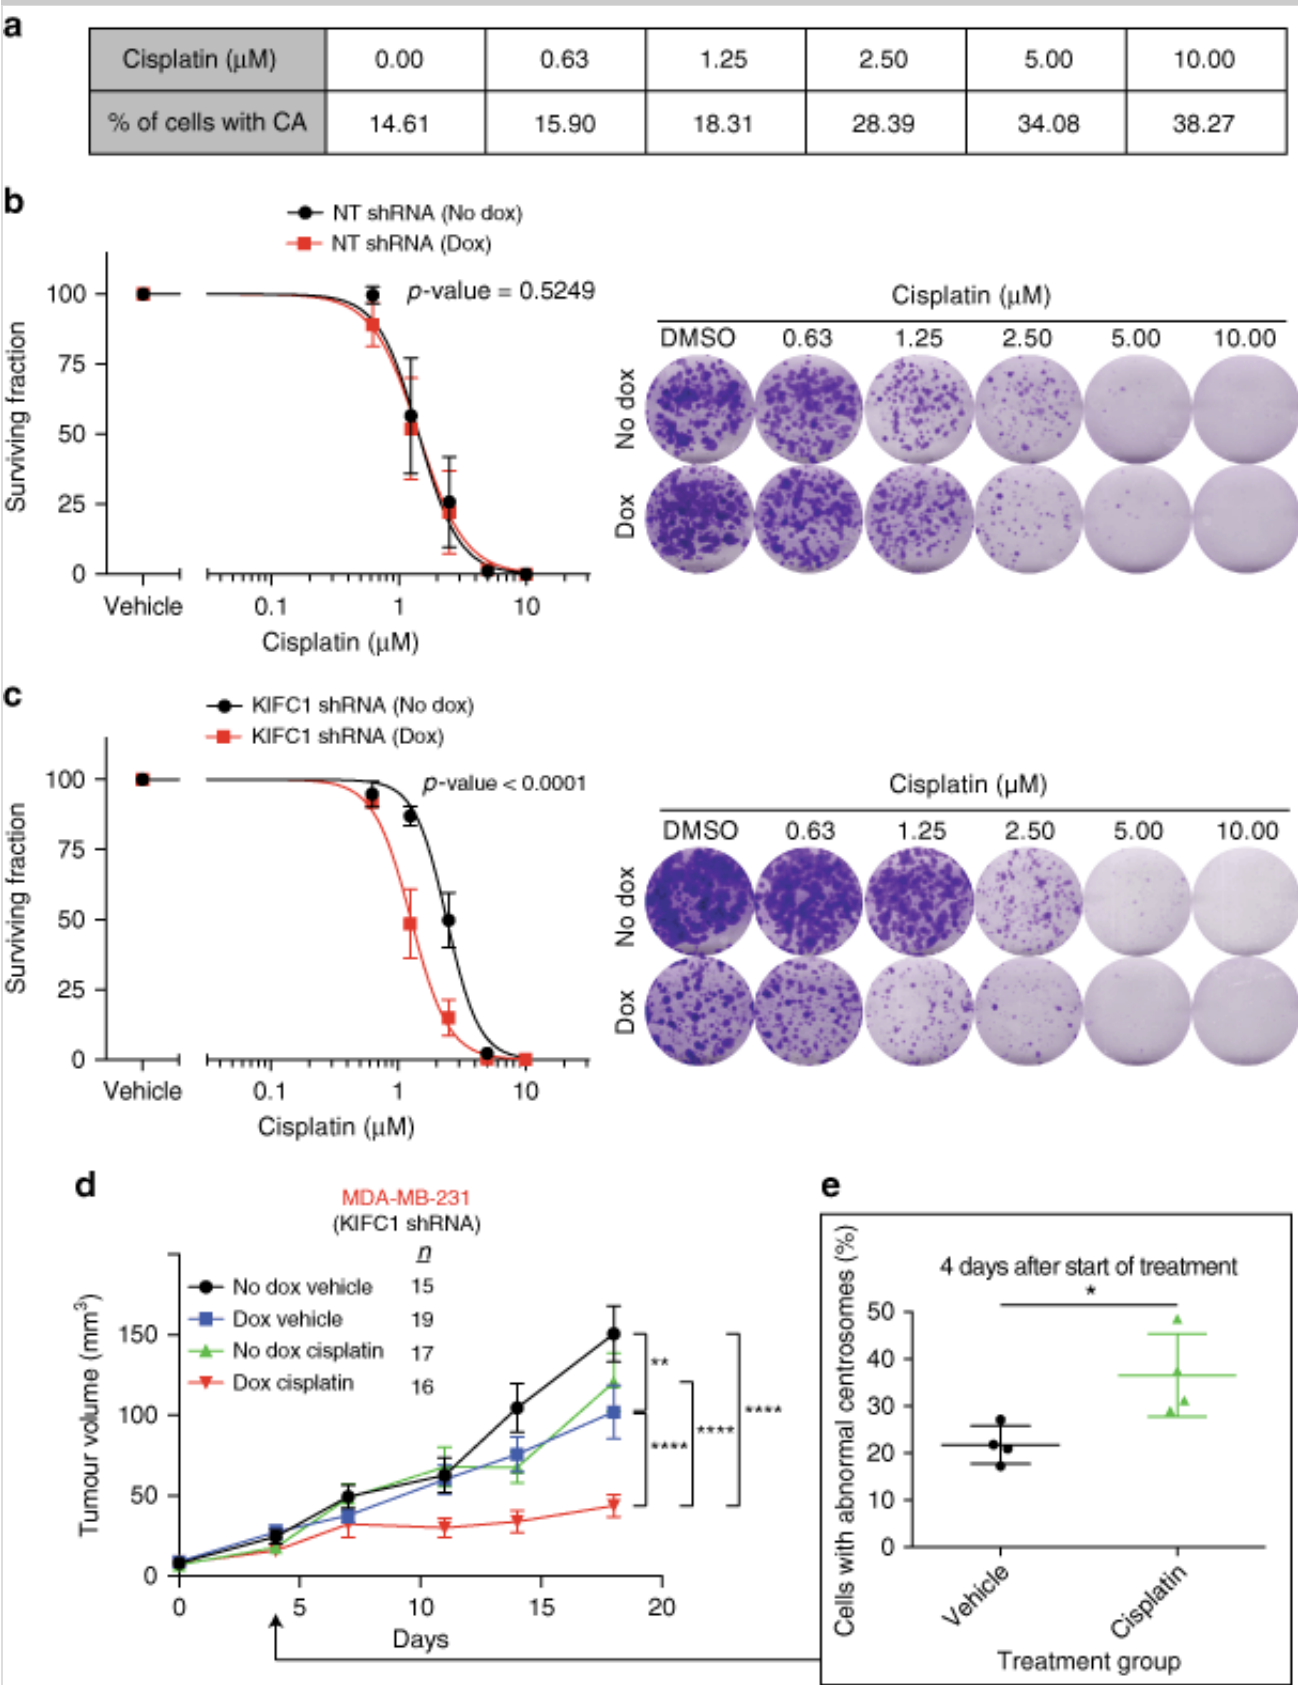 a
Cisplatin (μM) 0.00 0.63 1.25 2.50 5.00 10.00
% of cells with CA 14.61 15.90 18.31 28.39 34.08 38.27
b
NT shRNA (No dox)
NT shRNA (Dox)
p-value = 0.5249
Surviving fraction
100
75
50
25
0
Vehicle 0.1 1 10
Cisplatin (μM)
Cisplatin (μM)
DMSO 0.63 1.25 2.50 5.00 10.00
No dox
Dox
c
KIFC1 shRNA (No dox)
KIFC1 shRNA (Dox)
p-value < 0.0001
Surviving fraction
100
75
50
25
0
Vehicle 0.1 1 10
Cisplatin (μM)
Cisplatin (μM)
DMSO 0.63 1.25 2.50 5.00 10.00
No dox
Dox
d
MDA-MB-231
(KIFC1 shRNA)
n
No dox vehicle 15
Dox vehicle 19
No dox cisplatin 17
Dox cisplatin 16
Tumour volume (mm³)
150
100
50
0
0 5 10 15 20
Days
**
****
****
****
e
4 days after start of treatment
*
Cells with abnormal centrosomes (%)
50
40
30
20
10
0
Vehicle
Cisplatin
Treatment group